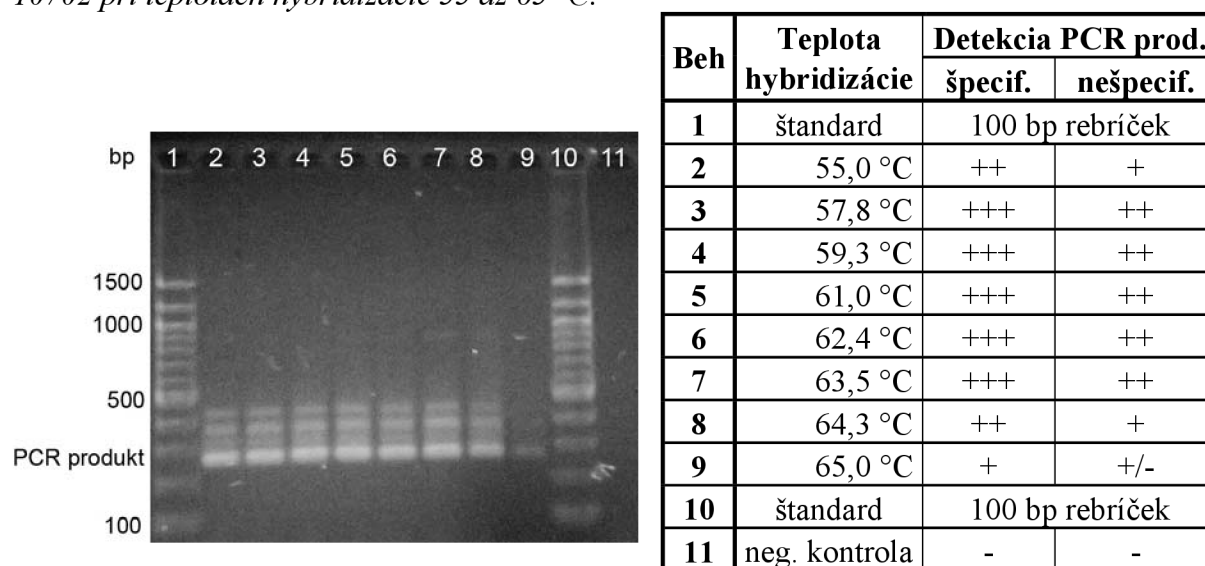 10702 pri teplotách hybridizácie 55 až 65 °C.
bp 1 2 3 4 5 6 7 8 9 10 11
1500
1000
500
PCR produkt
100
Beh Teplota hybridizácie Detekcia PCR prod.
špecif. nešpecif.
1 štandard 100 bp rebríček
2 55,0 °C ++ +
3 57,8 °C +++ ++
4 59,3 °C +++ ++
5 61,0 °C +++ ++
6 62,4 °C +++ ++
7 63,5 °C +++ ++
8 64,3 °C ++ +
9 65,0 °C + +/-
10 štandard 100 bp rebríček
11 neg. kontrola - -